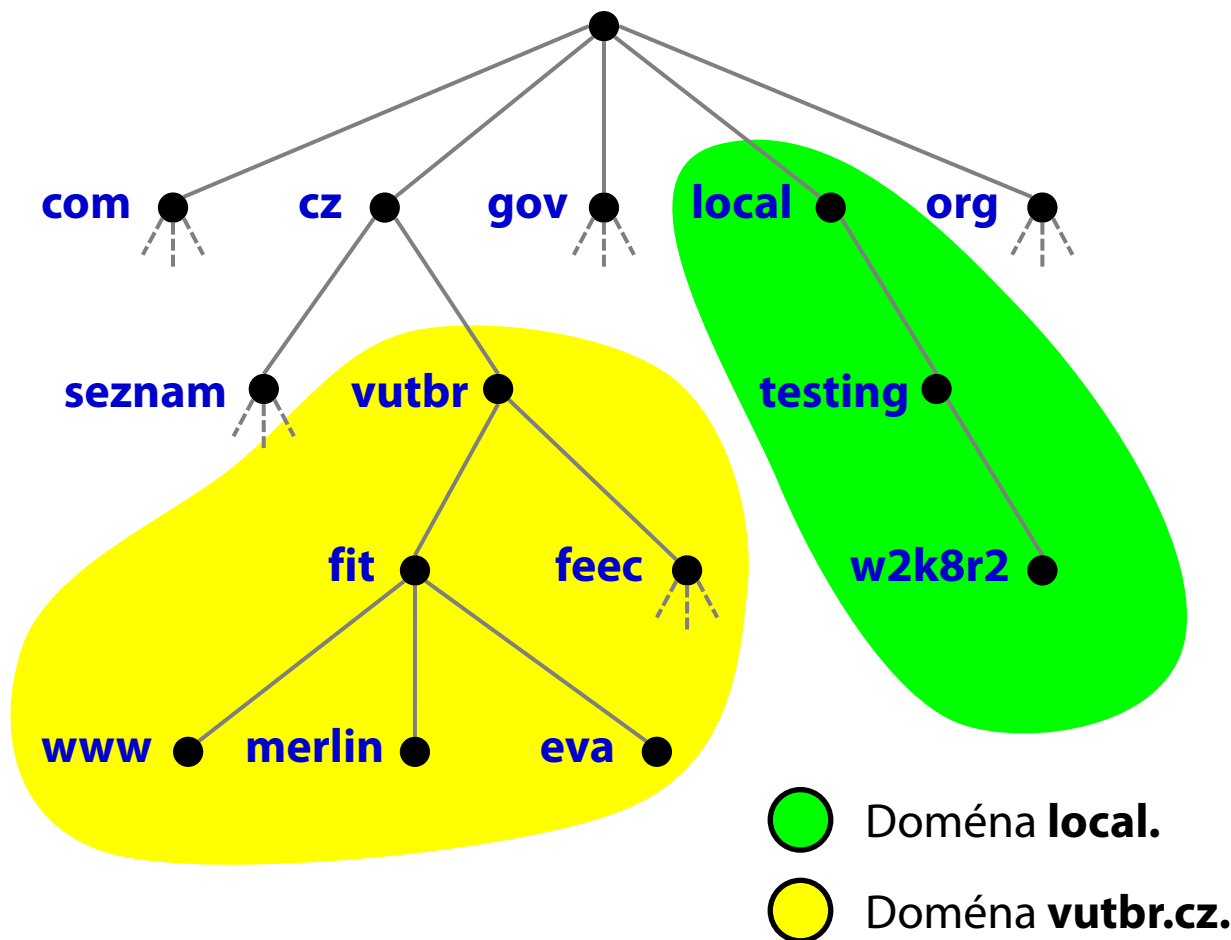 com cz gov local org
seznam vutbr testing
fit feec w2k8r2
www merlin eva
Doména local.
Doména vutbr.cz.